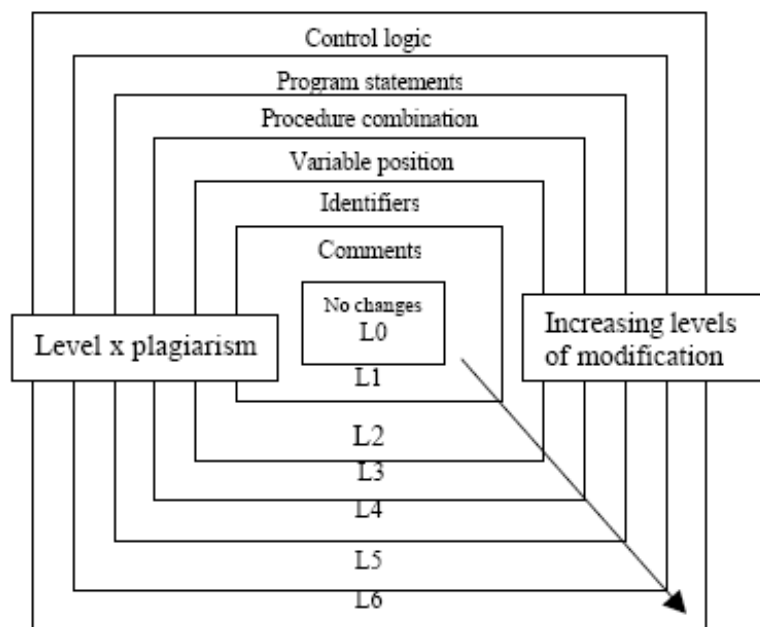 Control logic
Program statements
Procedure combination
Variable position
Identifiers
Comments
No changes
L0
Level x plagiarism
Increasing levels
of modification
L1
L2
L3
L4
L5
L6